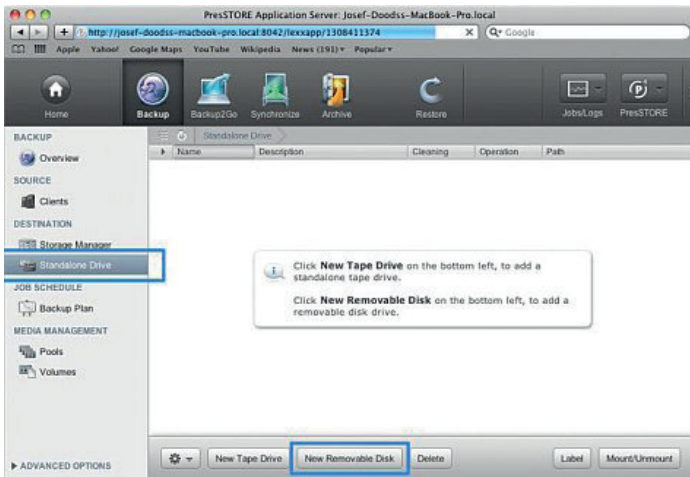 PresSTORE Application Server: Josef-Doodss-MacBook-Pro.local
http://josef-doodss-macbook-pro.local:8042/lexxapp/1308411374
Google
Apple Yahoo! Google Maps YouTube Wikipedia News (191) Popular
Home Backup Backup2Go Synchronize Archive Restore Jobs/Logs PresSTORE
BACKUP
Overview
SOURCE
Clients
DESTINATION
Storage Manager
Standalone Drive
JOB SCHEDULE
Backup Plan
MEDIA MANAGEMENT
Pools
Volumes
ADVANCED OPTIONS
Standalone Drive
Name Description Cleaning Operation Path
Click New Tape Drive on the bottom left, to add a
standalone tape drive.
Click New Removable Disk on the bottom left, to add a
removable disk drive.
New Tape Drive New Removable Disk Delete Label Mount/Unmount